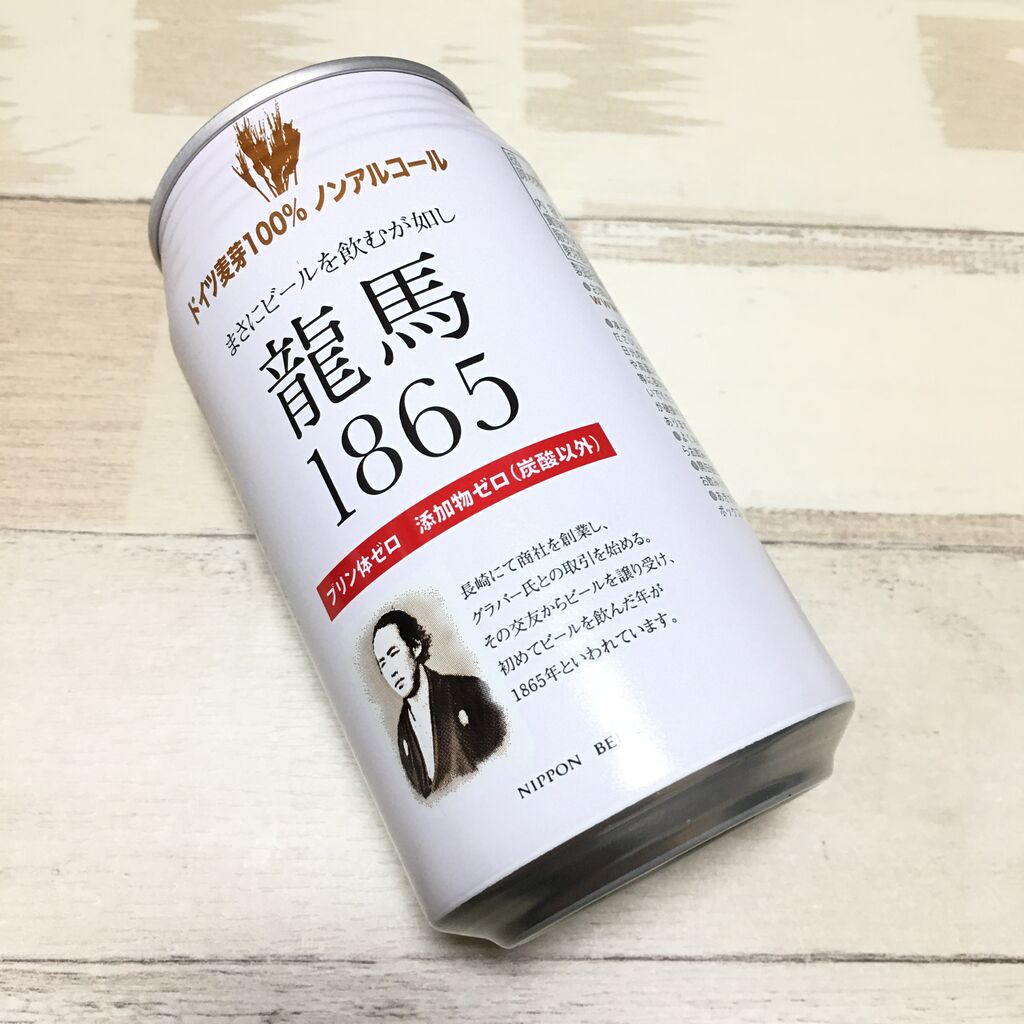 ドイツ麦芽100% ノンアルコール
まさにビールを飲むが如し
龍馬
1865
プリン体ゼロ 添加物ゼロ(炭酸以外)
長崎にて商社を創業し、
グラバー氏との取引を始める。
その交友からビールを譲り受け、
初めてビールを飲んだ年が
1865年といわれています。
NIPPON BE